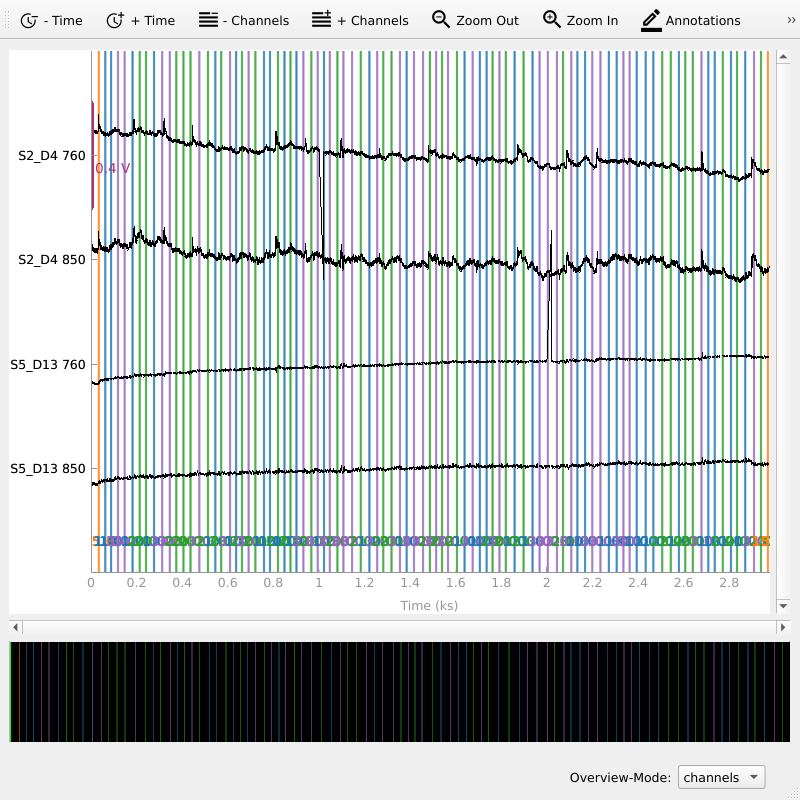 - Time + Time - Channels + Channels Zoom Out Zoom In Annotations »
S2_D4 760
0.4 V
S2_D4 850
S5_D13 760
S5_D13 850
0 0.2 0.4 0.6 0.8 1 1.2 1.4 1.6 1.8 2 2.2 2.4 2.6 2.8
Time (ks)
Overview-Mode: channels